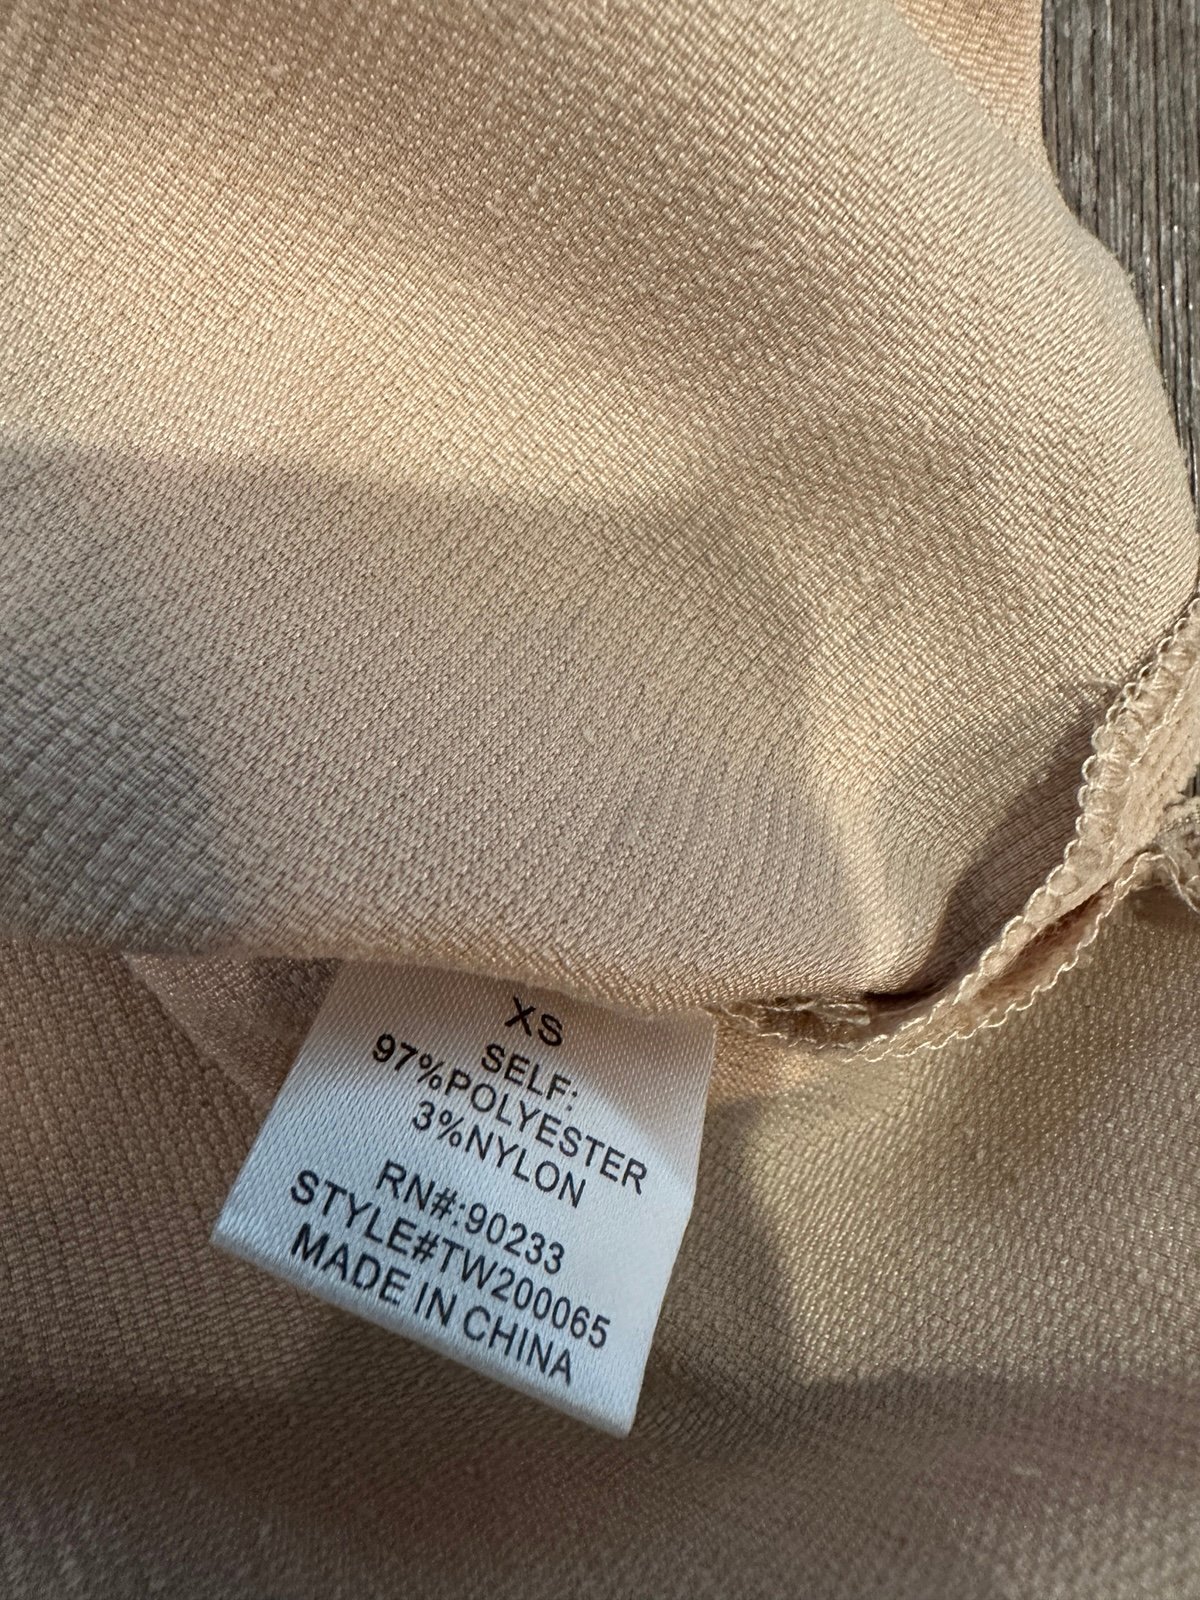 XS
SELF:
97%POLYESTER
3%NYLON
RN#:90233
STYLE#TW200065
MADE IN CHINA